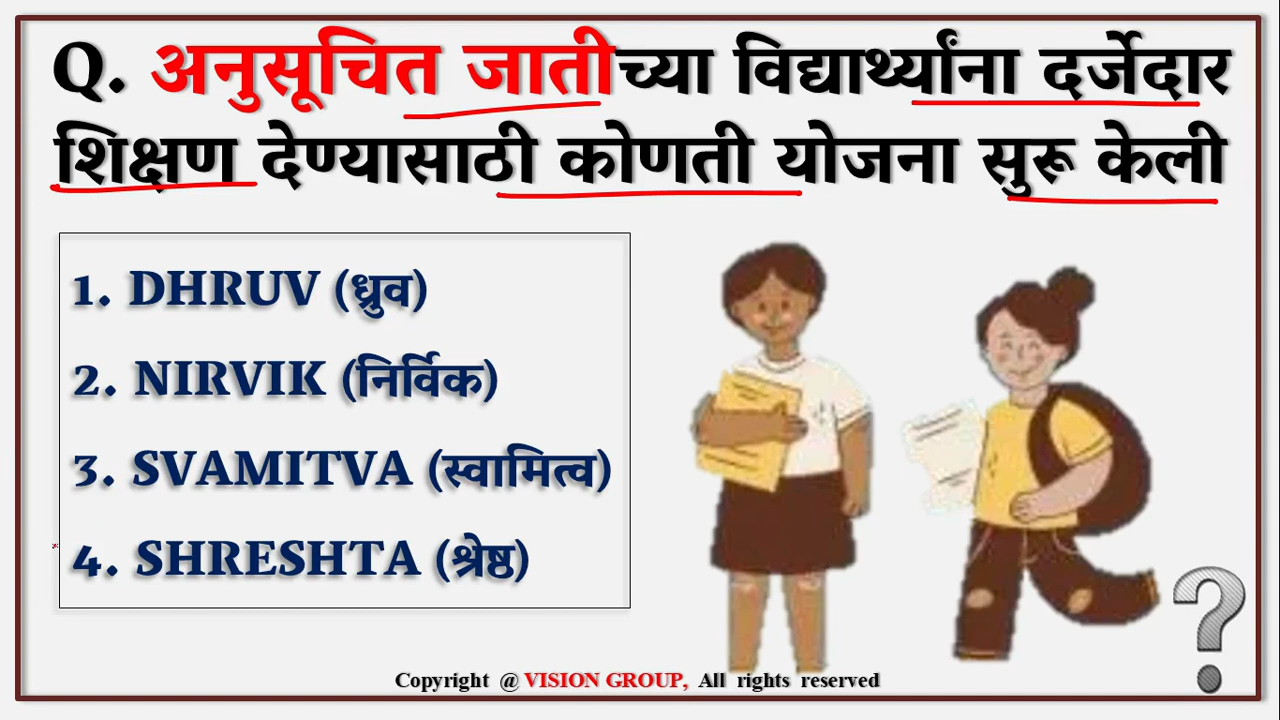 Q. अनुसूचित जातीच्या विद्यार्थ्यांना दर्जेदार
शिक्षण देण्यासाठी कोणती योजना सुरू केली
1. DHRUV (ध्रुव)
2. NIRVIK (निर्विक)
3. SVAMITVA (स्वामित्व)
4. SHRESHTA (श्रेष्ठ)
?
Copyright @ VISION GROUP, All rights reserved